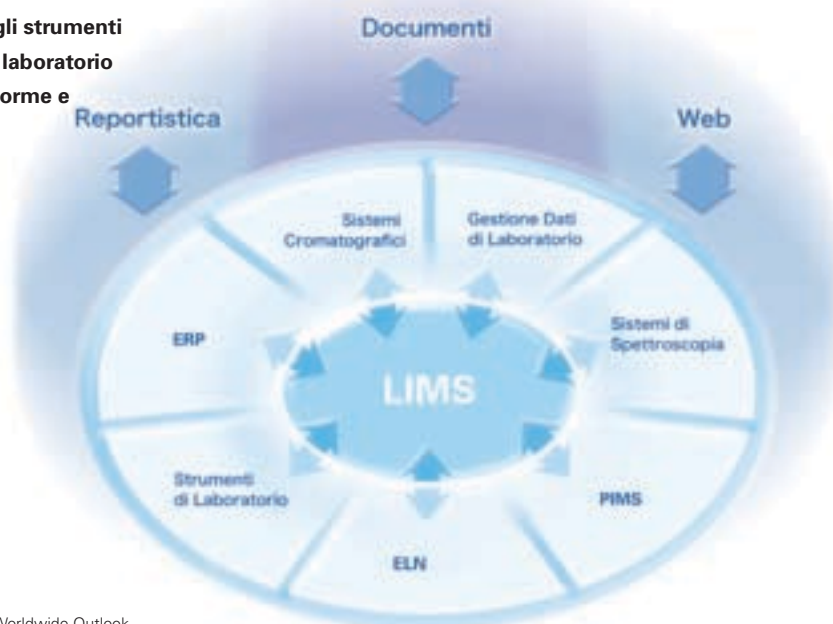 gli strumenti
laboratorio
orme e
Documenti
Reportistica
Web
Sistemi
Cromatografici
Gestione Dati
di Laboratorio
ERP
Sistemi di
Spettroscopia
LIMS
Strumenti
di Laboratorio
PIMS
ELN
Worldwide Outlook